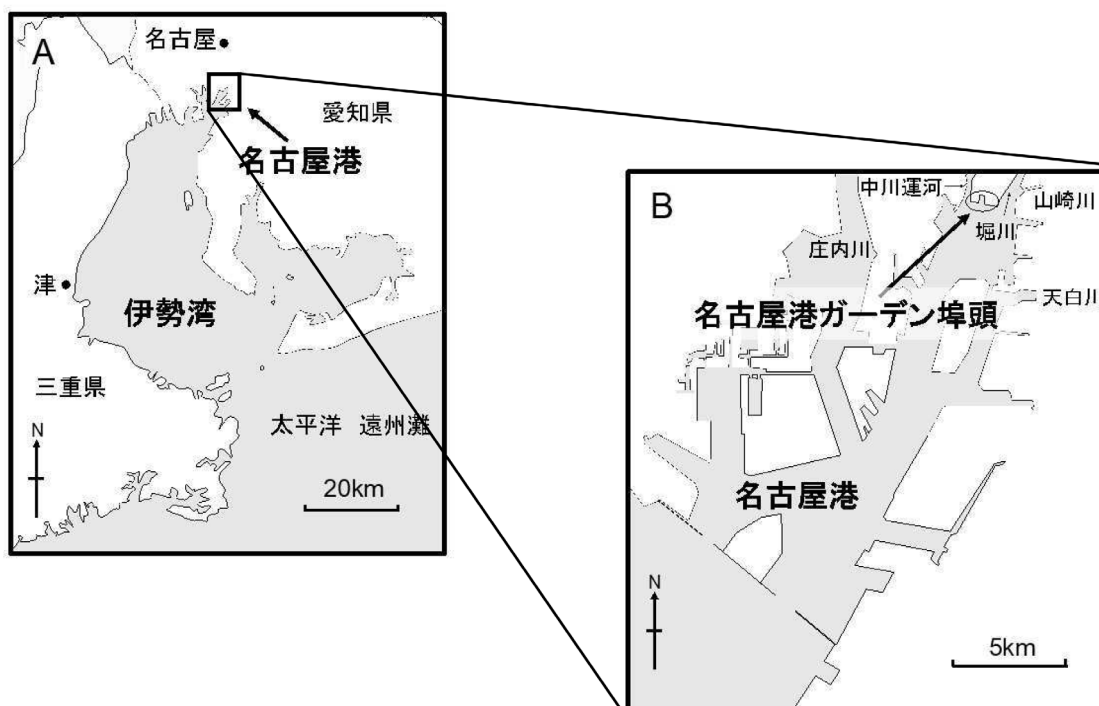 A
名古屋
愛知県
名古屋港
津
伊勢湾
三重県
太平洋 遠州灘
N
20km
B
中川運河
山崎川
堀川
庄内川
天白川
名古屋港ガーデン埠頭
名古屋港
N
5km